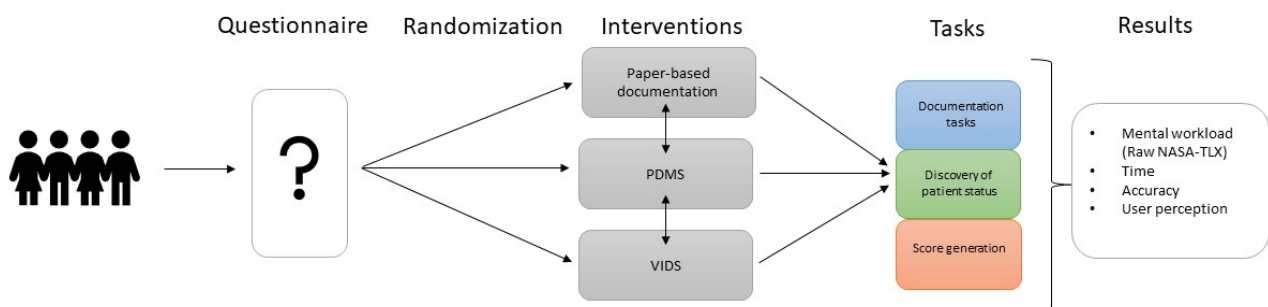 Questionnaire
Randomization
Interventions
Tasks
Results
?
Paper-based
documentation
PDMS
VIDS
Documentation
tasks
Discovery of
patient status
Score generation
• Mental workload
(Raw NASA-TLX)
• Time
• Accuracy
• User perception